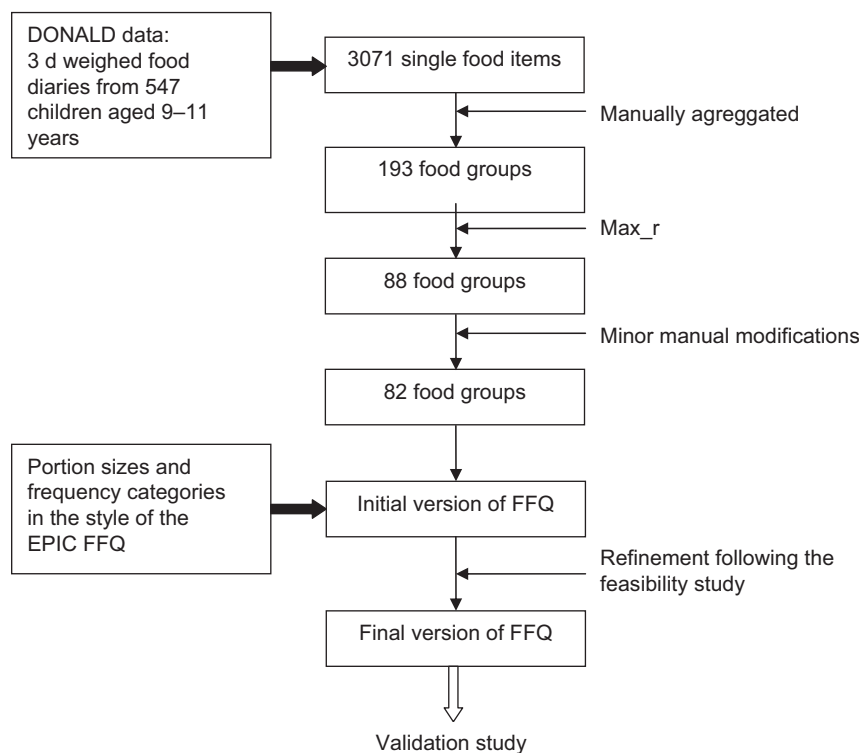 DONALD data:
3 d weighed food
diaries from 547
children aged 9–11
years
3071 single food items
Manually agreggated
193 food groups
Max_r
88 food groups
Minor manual modifications
82 food groups
Portion sizes and
frequency categories
in the style of the
EPIC FFQ
Initial version of FFQ
Refinement following the
feasibility study
Final version of FFQ
Validation study